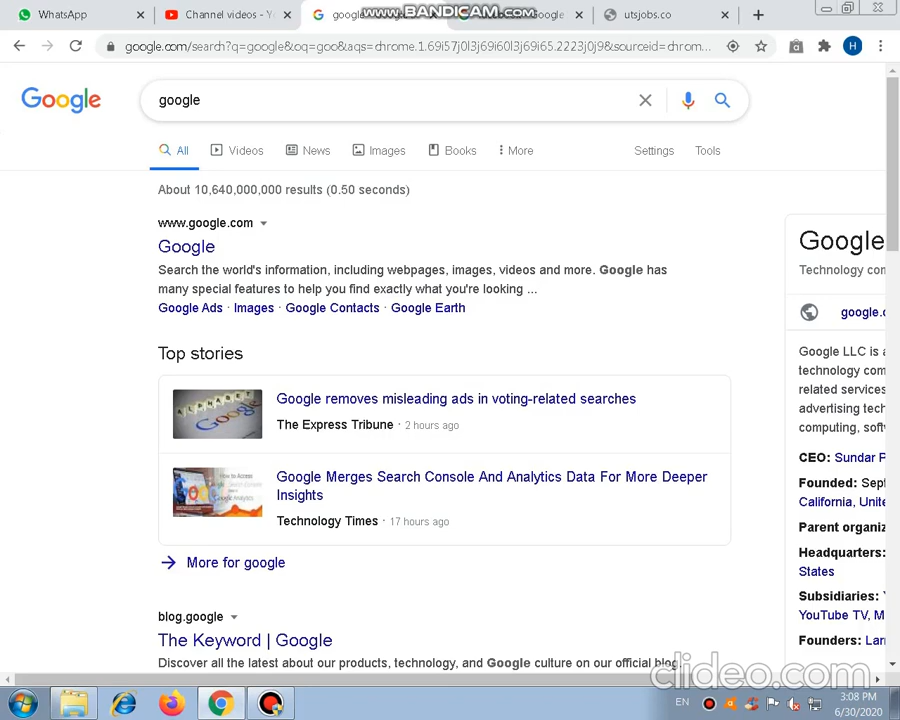 WhatsApp
Channel videos - Y
google
www.BANDICAM.com
utsjobs.co
google.com/search?q=google&oq=goo&aqs=chrome.1.69i57j0l3j69i60l3j69i65.2223j0j9&sourceid=chrom...
H
Google
google
All
Videos
News
Images
Books
More
Settings
Tools
About 10,640,000,000 results (0.50 seconds)
www.google.com
Google
Search the world's information, including webpages, images, videos and more. Google has
many special features to help you find exactly what you're looking ...
Google Ads · Images · Google Contacts · Google Earth
Top stories
Google removes misleading ads in voting-related searches
The Express Tribune · 2 hours ago
Google Merges Search Console And Analytics Data For More Deeper
Insights
Technology Times · 17 hours ago
More for google
blog.google
The Keyword | Google
Discover all the latest about our products, technology, and Google culture on our official blog.
Google
Technology com
google.c
Google LLC is a
technology com
related services
advertising tech
computing, soft
CEO: Sundar P
Founded: Sept
California, Unite
Parent organiz
Headquarters:
States
Subsidiaries: Y
YouTube TV, M
Founders: Larr
clideo.com
EN
3:08 PM
6/30/2020